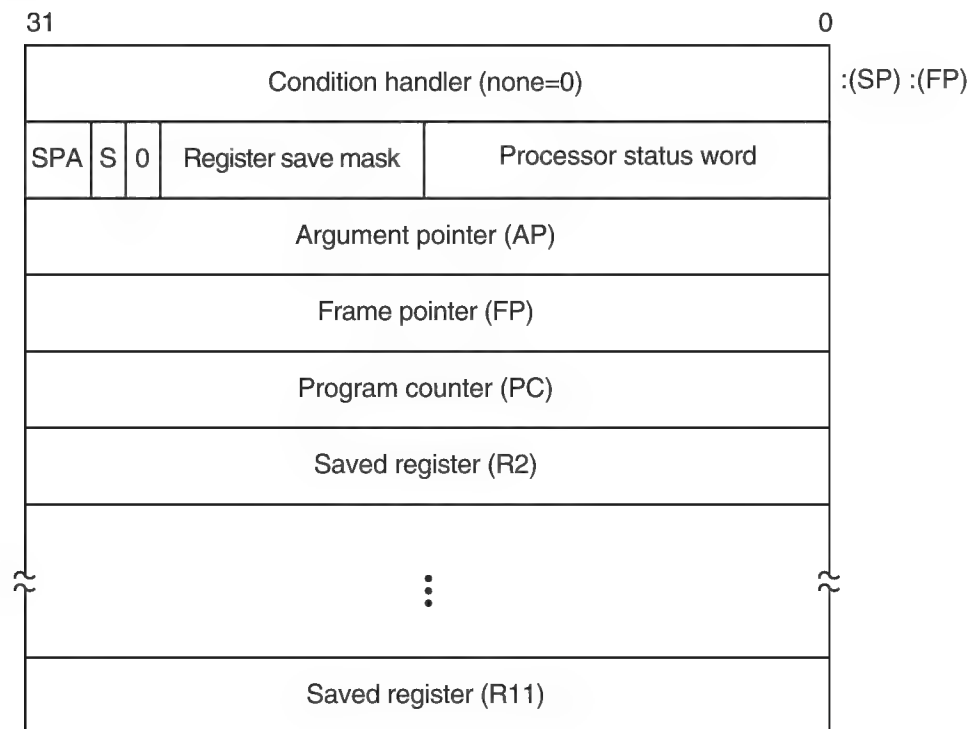 31 0
Condition handler (none=0) :(SP) :(FP)
SPA S 0 Register save mask Processor status word
Argument pointer (AP)
Frame pointer (FP)
Program counter (PC)
Saved register (R2)
Saved register (R11)